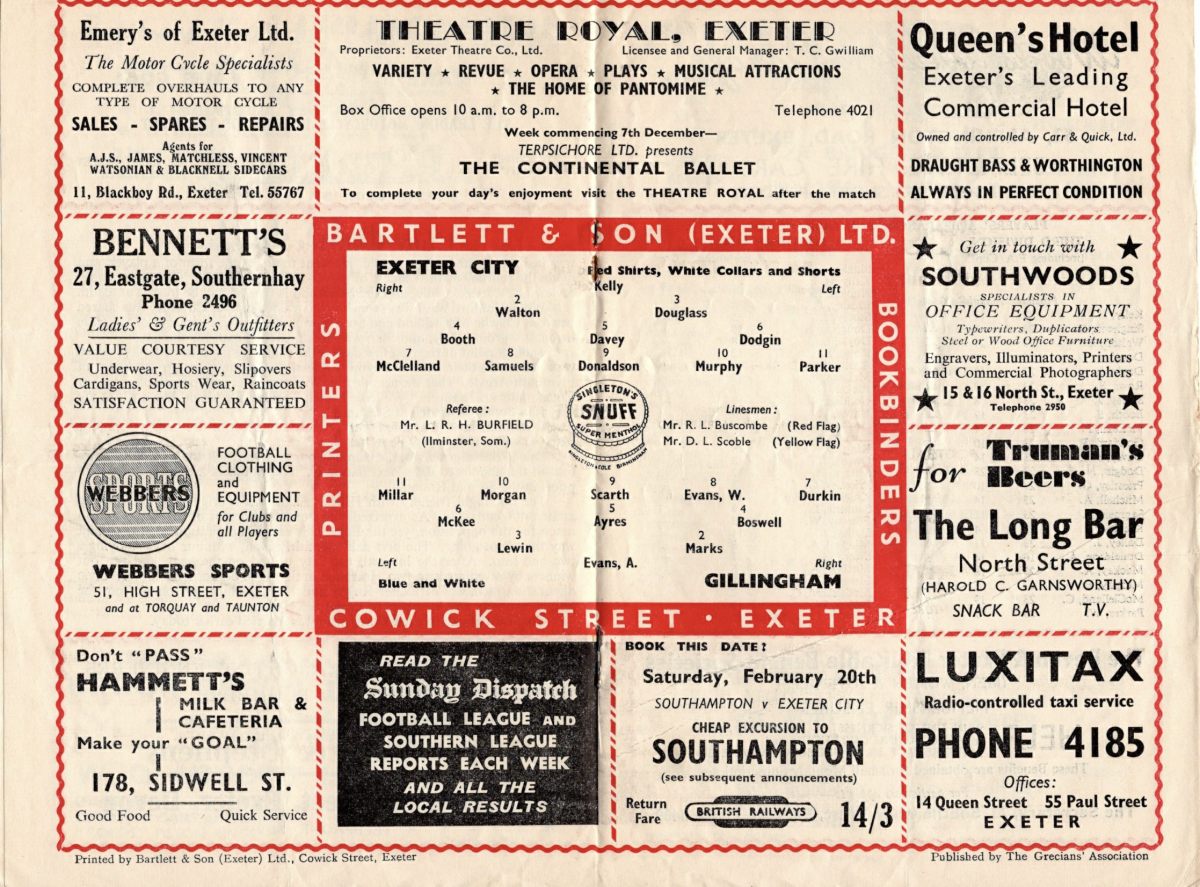 Emery's of Exeter Ltd.
The Motor Cycle Specialists
COMPLETE OVERHAULS TO ANY
TYPE OF MOTOR CYCLE
SALES - SPARES - REPAIRS
Agents for
A.J.S., JAMES, MATCHLESS, VINCENT
WATSONIAN & BLACKNELL SIDECARS
11, Blackboy Rd., Exeter Tel. 55767
THEATRE ROYAL, EXETER
Proprietors: Exeter Theatre Co., Ltd. Licensee and General Manager: T. C. Gwilliam
VARIETY ★ REVUE ★ OPERA ★ PLAYS ★ MUSICAL ATTRACTIONS
★ THE HOME OF PANTOMIME ★
Box Office opens 10 a.m. to 8 p.m. Telephone 4021
Week commencing 7th December—
TERPSICHORE LTD. presents
THE CONTINENTAL BALLET
To complete your day's enjoyment visit the THEATRE ROYAL after the match
Queen's Hotel
Exeter's Leading
Commercial Hotel
Owned and controlled by Carr & Quick, Ltd.
DRAUGHT BASS & WORTHINGTON
ALWAYS IN PERFECT CONDITION
BENNETT'S
27, Eastgate, Southernhay
Phone 2496
Ladies' & Gent's Outfitters
VALUE COURTESY SERVICE
Underwear, Hosiery, Slipovers
Cardigans, Sports Wear, Raincoats
SATISFACTION GUARANTEED
WEBBERS
SPORTS
FOOTBALL
CLOTHING
and
EQUIPMENT
for Clubs and
all Players
WEBBERS SPORTS
51, HIGH STREET, EXETER
and at TORQUAY and TAUNTON
BARTLETT & SON (EXETER) LTD.
PRINTERS
BOOKBINDERS
EXETER CITY Red Shirts, White Collars and Shorts
Right Kelly Left
2 3
Walton Douglass
4 5 6
Booth Davey Dodgin
7 8 9 10 11
McClelland Samuels Donaldson Murphy Parker
SINGLETON'S
SNUFF
SUPER MENTHOL
SINGLETON & COLE BIRMINGHAM
Referee: Linesmen:
Mr. L. R. H. BURFIELD Mr. R. L. Buscombe (Red Flag)
(Ilminster, Som.) Mr. D. L. Scoble (Yellow Flag)
11 10 9 8 7
Millar Morgan Scarth Evans, W. Durkin
6 5 4
McKee Ayres Boswell
3 2
Lewin Marks
Left Evans, A. Right
Blue and White GILLINGHAM
COWICK STREET · EXETER
★ Get in touch with ★
SOUTHWOODS
SPECIALISTS IN
OFFICE EQUIPMENT
Typewriters, Duplicators
Steel or Wood Office Furniture
Engravers, Illuminators, Printers
and Commercial Photographers
★ 15 & 16 North St., Exeter ★
Telephone 2950
for Truman's
Beers
The Long Bar
North Street
(HAROLD C. GARNSWORTHY)
SNACK BAR T.V.
Don't "PASS"
HAMMETT'S
MILK BAR &
CAFETERIA
Make your "GOAL"
178, SIDWELL ST.
Good Food Quick Service
READ THE
Sunday Dispatch
FOOTBALL LEAGUE AND
SOUTHERN LEAGUE
REPORTS EACH WEEK
AND ALL THE
LOCAL RESULTS
BOOK THIS DATE?
Saturday, February 20th
SOUTHAMPTON v EXETER CITY
CHEAP EXCURSION TO
SOUTHAMPTON
(see subsequent announcements)
Return
Fare
BRITISH RAILWAYS
14/3
LUXITAX
Radio-controlled taxi service
PHONE 4185
Offices:
14 Queen Street 55 Paul Street
EXETER
Printed by Bartlett & Son (Exeter) Ltd., Cowick Street, Exeter
Published by The Grecians' Association